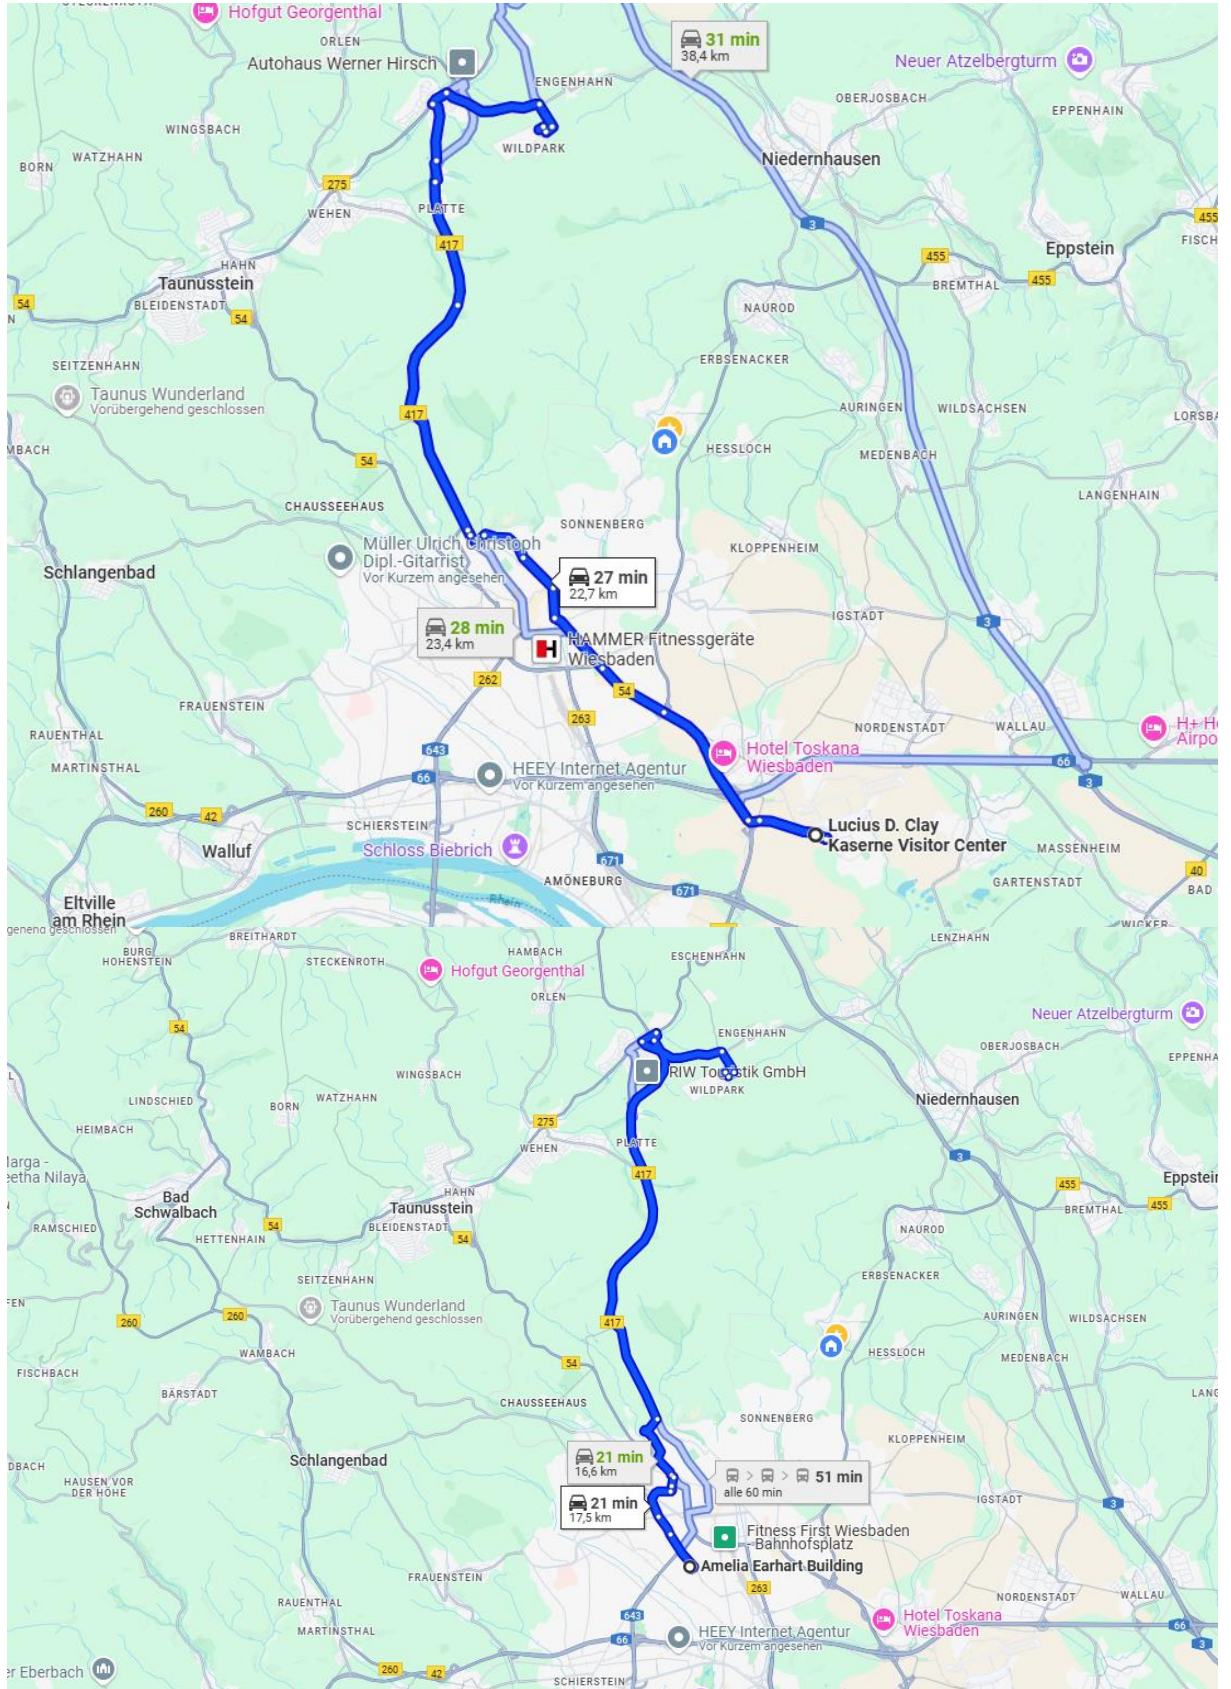 Hofgut Georgenthal
ORLEN
Autohaus Werner Hirsch
31 min
38,4 km
Neuer Atzelbergturm
ENGENHAHN
OBERJOSBACH
EPPENHAIN
WINGSBACH
WATZHAHN
BORN
WILDPARK
Niedernhausen
275
WEHEN
PLATTE
417
3
455
FISCH
Eppstein
455
HAHN
Taunusstein
BLEIDENSTADT
54
54
N
BREMTHAL
455
NAUROD
SEITZENHAHN
ERBSENACKER
Taunus Wunderland
Vorübergehend geschlossen
417
AURINGEN
WILDSACHSEN
LORSBA
MBACH
HESSLOCH
MEDENBACH
54
LANGENHAIN
CHAUSSEEHAUS
SONNENBERG
Müller Ulrich Christoph
Dipl.-Gitarrist
Vor Kurzem angesehen
KLOPPENHEIM
Schlangenbad
27 min
22,7 km
IGSTADT
3
28 min
23,4 km
HAMMER Fitnessgeräte
Wiesbaden
262
54
FRAUENSTEIN
263
NORDENSTADT
WALLAU
H+ Ho
Airpo
RAUENTHAL
643
Hotel Toskana
Wiesbaden
66
MARTINSTHAL
66
HEEY Internet Agentur
Vor Kurzem angesehen
3
260
42
SCHIERSTEIN
Lucius D. Clay
Kaserne Visitor Center
Walluf
Schloss Biebrich
671
MASSENHEIM
AMÖNEBURG
671
GARTENSTADT
40
BAD
Eltville
am Rhein
Rhein
WICKER
genend geschlossen
BREITHARDT
LENZHAHN
BURG
HOHENSTEIN
STECKENROTH
Hofgut Georgenthal
HAMBACH
ESCHENHAHN
ORLEN
Neuer Atzelbergturm
54
ENGENHAHN
OBERJOSBACH
EPPENHA
WINGSBACH
RIW Touristik GmbH
WILDPARK
LINDSCHIED
BORN
WATZHAHN
Niedernhausen
HEIMBACH
275
WEHEN
PLATTE
3
417
Marga -
eetha Nilaya
Eppstein
Bad
Schwalbach
HAHN
Taunusstein
455
RAMSCHIED
54
BLEIDENSTADT
BREMTHAL
455
HETTENHAIN
54
NAUROD
SEITZENHAHN
ERBSENACKER
FEN
Taunus Wunderland
Vorübergehend geschlossen
260
260
417
AURINGEN
WILDSACHSEN
WAMBACH
HESSLOCH
MEDENBACH
54
FISCHBACH
BÄRSTADT
CHAUSSEEHAUS
LANG
SONNENBERG
KLOPPENHEIM
DBACH
Schlangenbad
21 min
16,6 km
51 min
alle 60 min
HAUSEN VOR
DER HÖHE
21 min
17,5 km
IGSTADT
3
Fitness First Wiesbaden
- Bahnhofsplatz
Amelia Earhart Building
FRAUENSTEIN
263
NORDENSTADT
WALLAU
RAUENTHAL
643
Hotel Toskana
Wiesbaden
66
MARTINSTHAL
66
HEEY Internet Agentur
Vor Kurzem angesehen
3
er Eberbach
260
42
SCHIERSTEIN